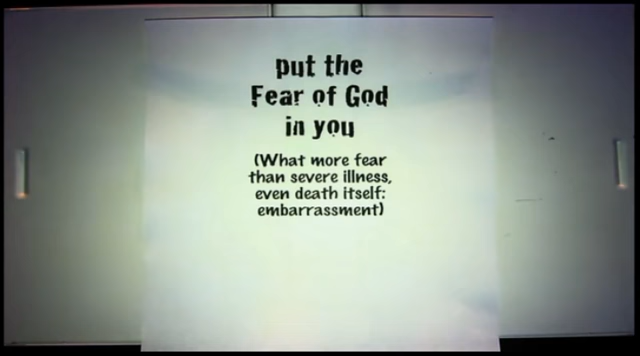 put the
Fear of God
in you
(What more fear
than severe illness,
even death itself:
embarrassment)